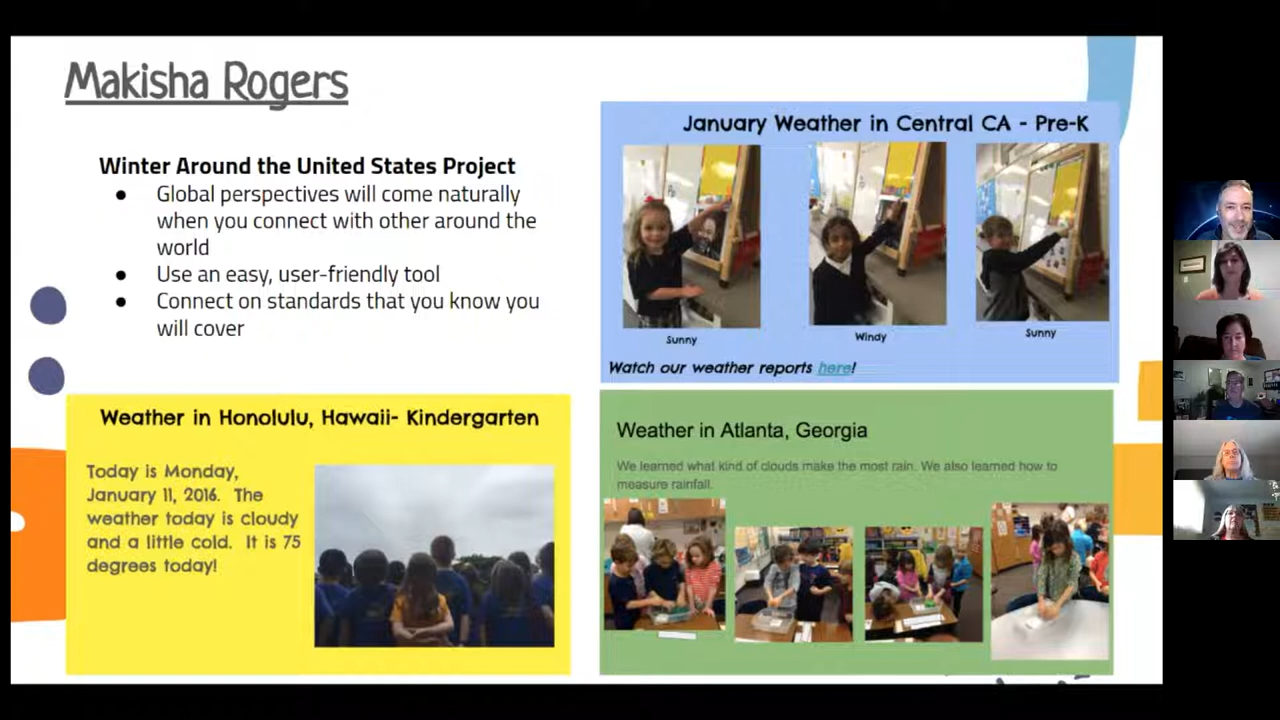 Makisha Rogers
Winter Around the United States Project
● Global perspectives will come naturally
when you connect with other around the
world
● Use an easy, user-friendly tool
● Connect on standards that you know you
will cover
January Weather in Central CA - Pre-K
Sunny
Windy
Sunny
Watch our weather reports here!
Weather in Honolulu, Hawaii- Kindergarten
Today is Monday,
January 11, 2016. The
weather today is cloudy
and a little cold. It is 75
degrees today!
Weather in Atlanta, Georgia
We learned what kind of clouds make the most rain. We also learned how to
measure rainfall.